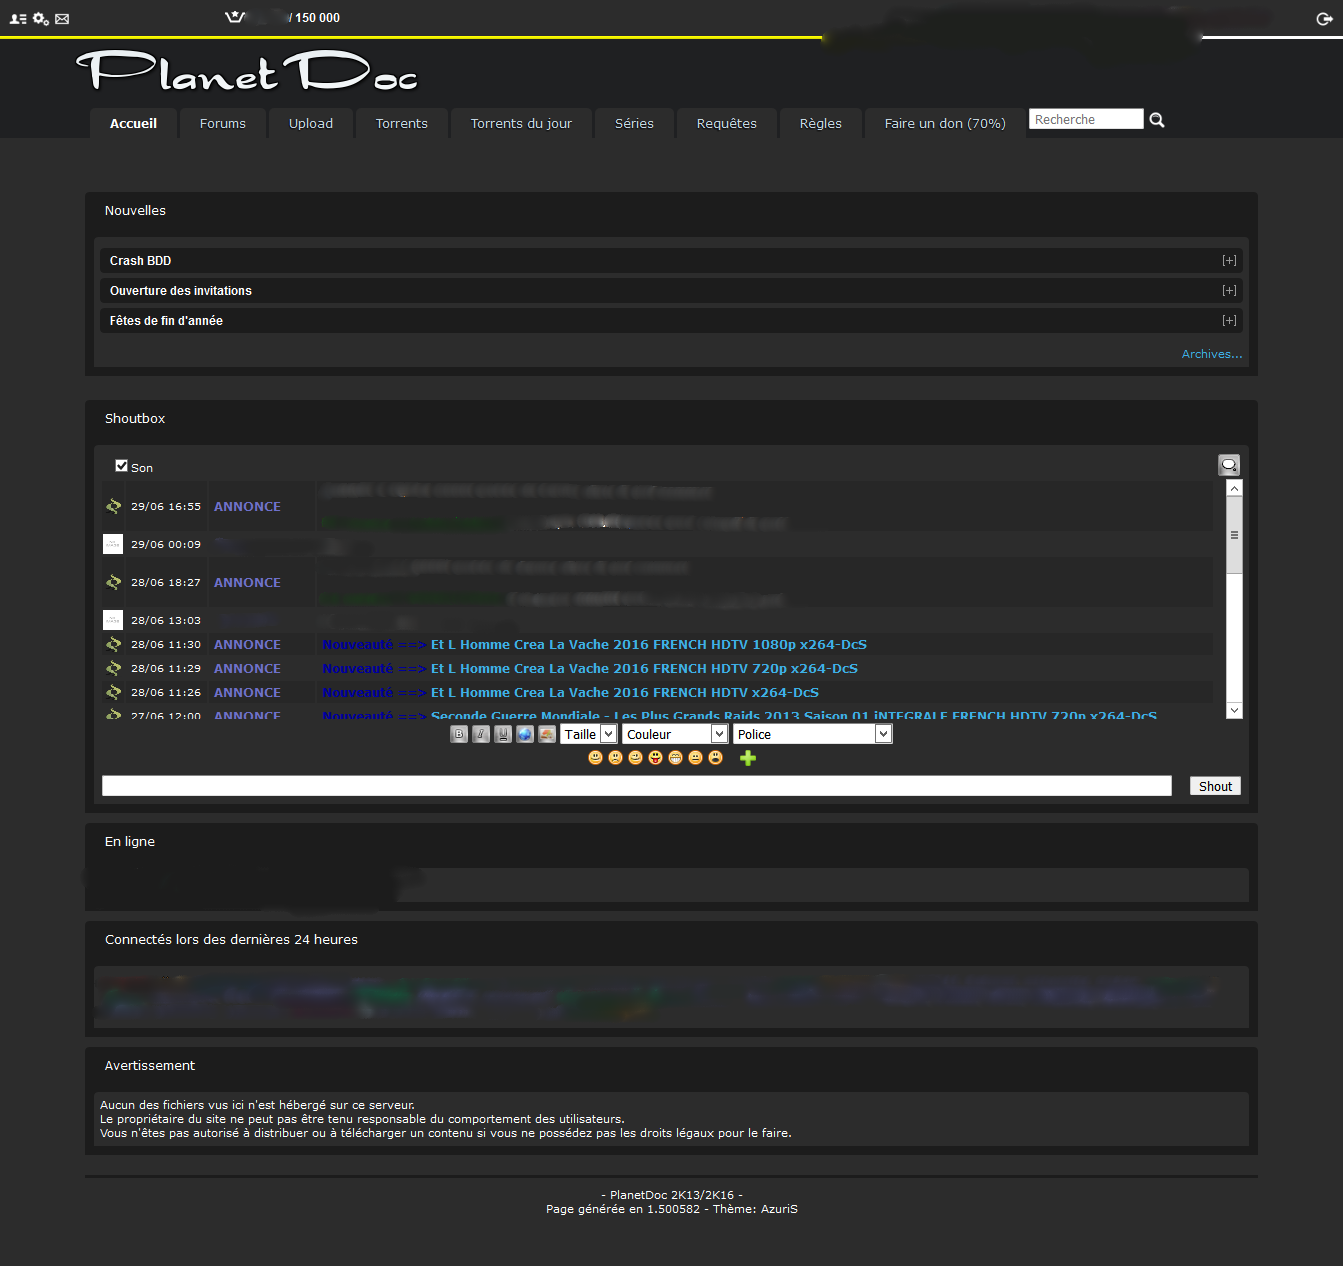 / 150 000
Planet Doc
Accueil Forums Upload Torrents Torrents du jour Séries Requêtes Règles Faire un don (70%) Recherche
Nouvelles
Crash BDD [+]
Ouverture des invitations [+]
Fêtes de fin d'année [+]
Archives...
Shoutbox
Son
29/06 16:55 ANNONCE
29/06 00:09
28/06 18:27 ANNONCE
28/06 13:03
28/06 11:30 ANNONCE Nouveauté ==> Et L Homme Crea La Vache 2016 FRENCH HDTV 1080p x264-DcS
28/06 11:29 ANNONCE Nouveauté ==> Et L Homme Crea La Vache 2016 FRENCH HDTV 720p x264-DcS
28/06 11:26 ANNONCE Nouveauté ==> Et L Homme Crea La Vache 2016 FRENCH HDTV x264-DcS
27/06 12:00 ANNONCE Nouveauté ==> Seconde Guerre Mondiale - Les Plus Grands Raids 2013 Saison 01 iNTEGRALE FRENCH HDTV 720p x264-DcS
B I U Taille Couleur Police
Shout
En ligne
Connectés lors des dernières 24 heures
Avertissement
Aucun des fichiers vus ici n'est hébergé sur ce serveur.
Le propriétaire du site ne peut pas être tenu responsable du comportement des utilisateurs.
Vous n'êtes pas autorisé à distribuer ou à télécharger un contenu si vous ne possédez pas les droits légaux pour le faire.
- PlanetDoc 2K13/2K16 -
Page générée en 1.500582 - Thème: AzuriS